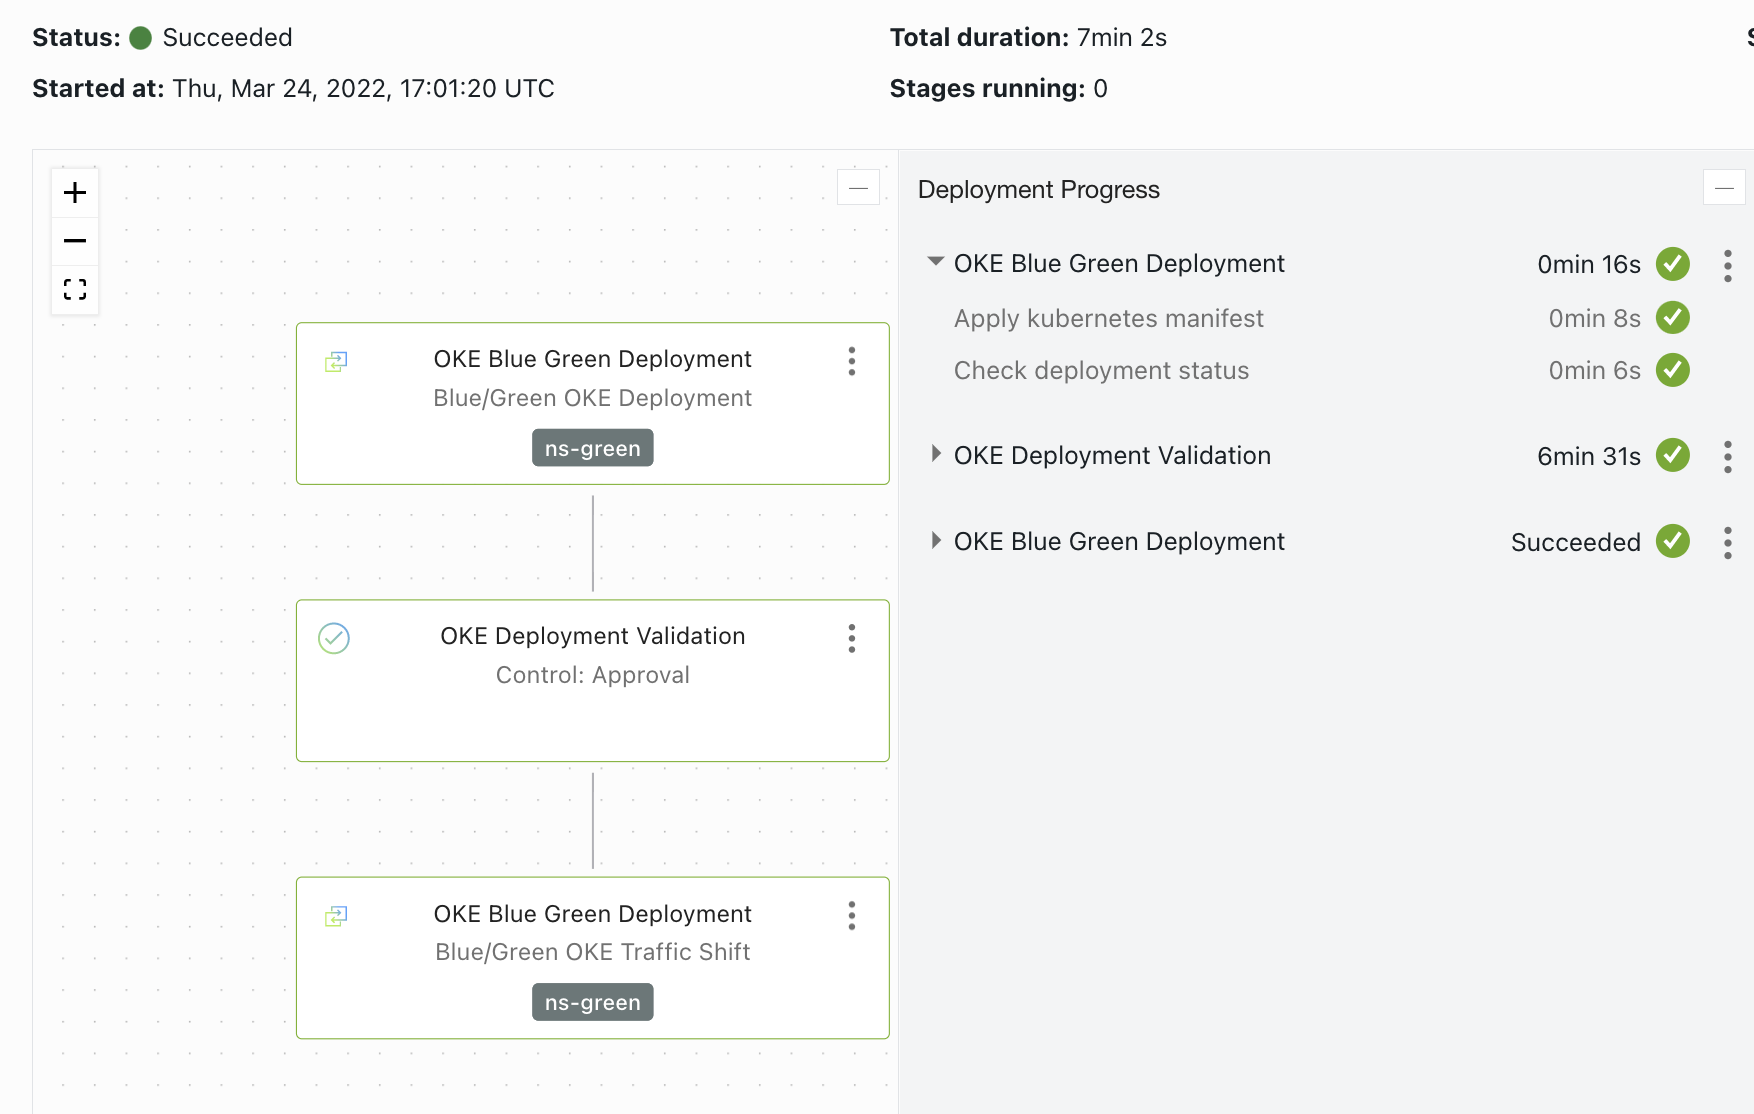 Status: Succeeded
Total duration: 7min 2s
Started at: Thu, Mar 24, 2022, 17:01:20 UTC
Stages running: 0
OKE Blue Green Deployment
Blue/Green OKE Deployment
ns-green
OKE Deployment Validation
Control: Approval
OKE Blue Green Deployment
Blue/Green OKE Traffic Shift
ns-green
Deployment Progress
OKE Blue Green Deployment 0min 16s
Apply kubernetes manifest 0min 8s
Check deployment status 0min 6s
OKE Deployment Validation 6min 31s
OKE Blue Green Deployment Succeeded